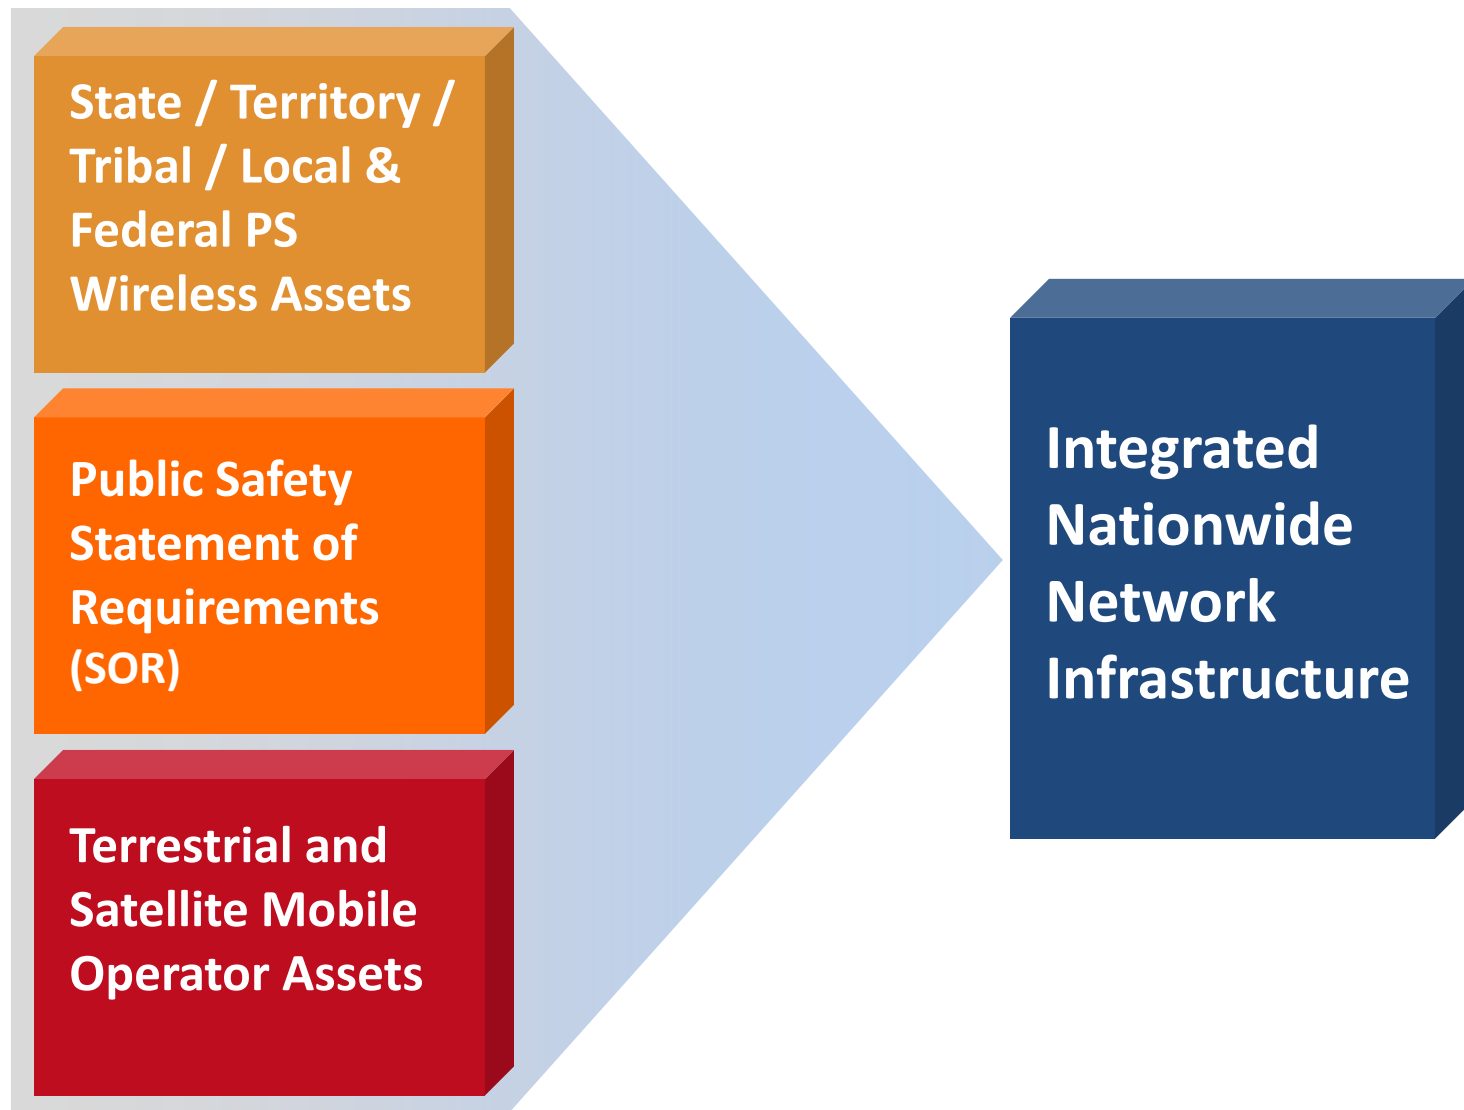 State / Territory /
Tribal / Local &
Federal PS
Wireless Assets
Public Safety
Statement of
Requirements
(SOR)
Terrestrial and
Satellite Mobile
Operator Assets
Integrated
Nationwide
Network
Infrastructure